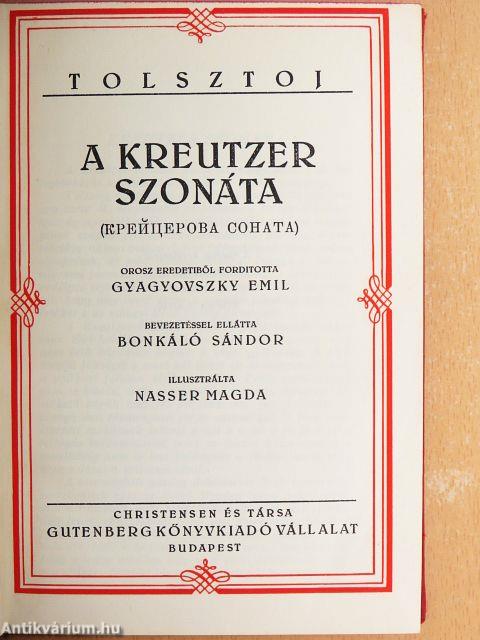 TOLSZTOJ
A KREUTZER
SZONÁTA
(КРЕЙЦЕРОВА СОНАТА)
OROSZ EREDETIBŐL FORDITOTTA
GYAGYOVSZKY EMIL
BEVEZETÉSSEL ELLÁTTA
BONKÁLÓ SÁNDOR
ILLUSZTRÁLTA
NASSER MAGDA
CHRISTENSEN ÉS TÁRSA
GUTENBERG KÖNYVKIADÓ VÁLLALAT
BUDAPEST
Antikvárium.hu